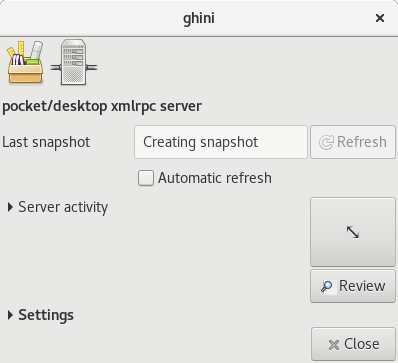 ghini
pocket/desktop xmlrpc server
Last snapshot
Creating snapshot
Refresh
Automatic refresh
Server activity
Review
Settings
Close